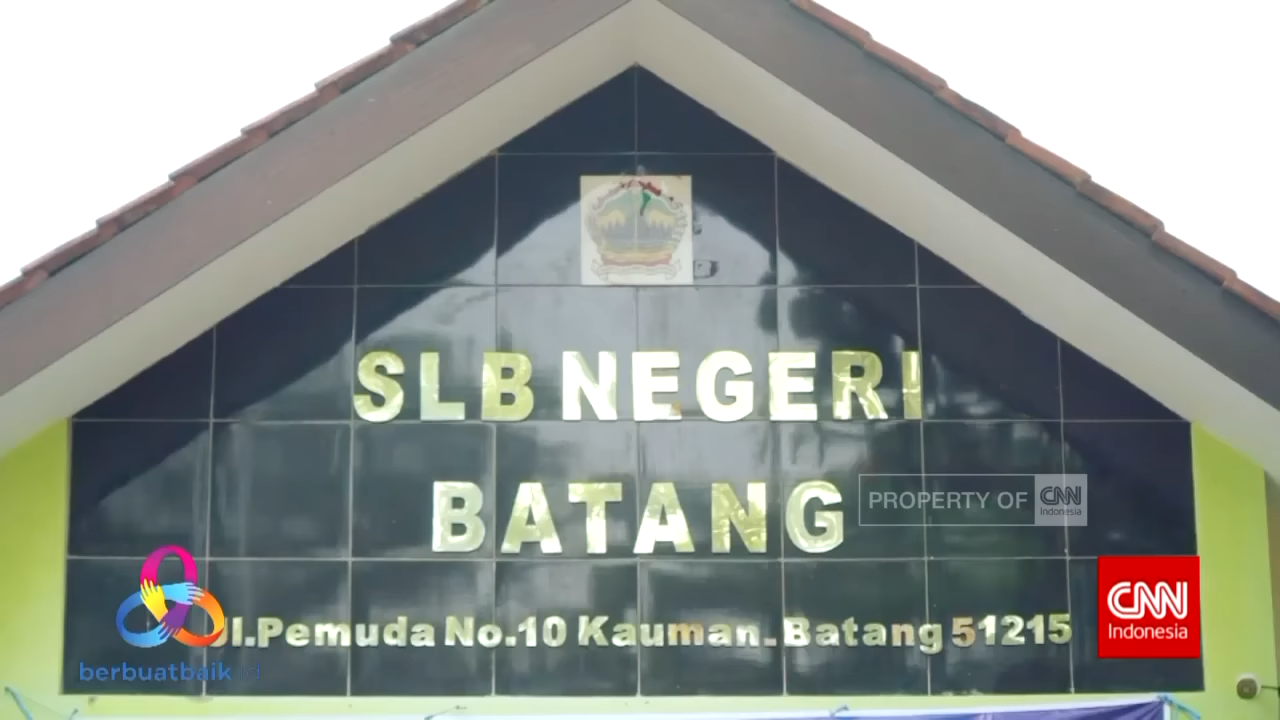 SLB NEGERI
BATANG
PROPERTY OF CNN Indonesia
Jl.Pemuda No.10 Kauman.Batang 51215
CNN Indonesia
berbuatbaik.id